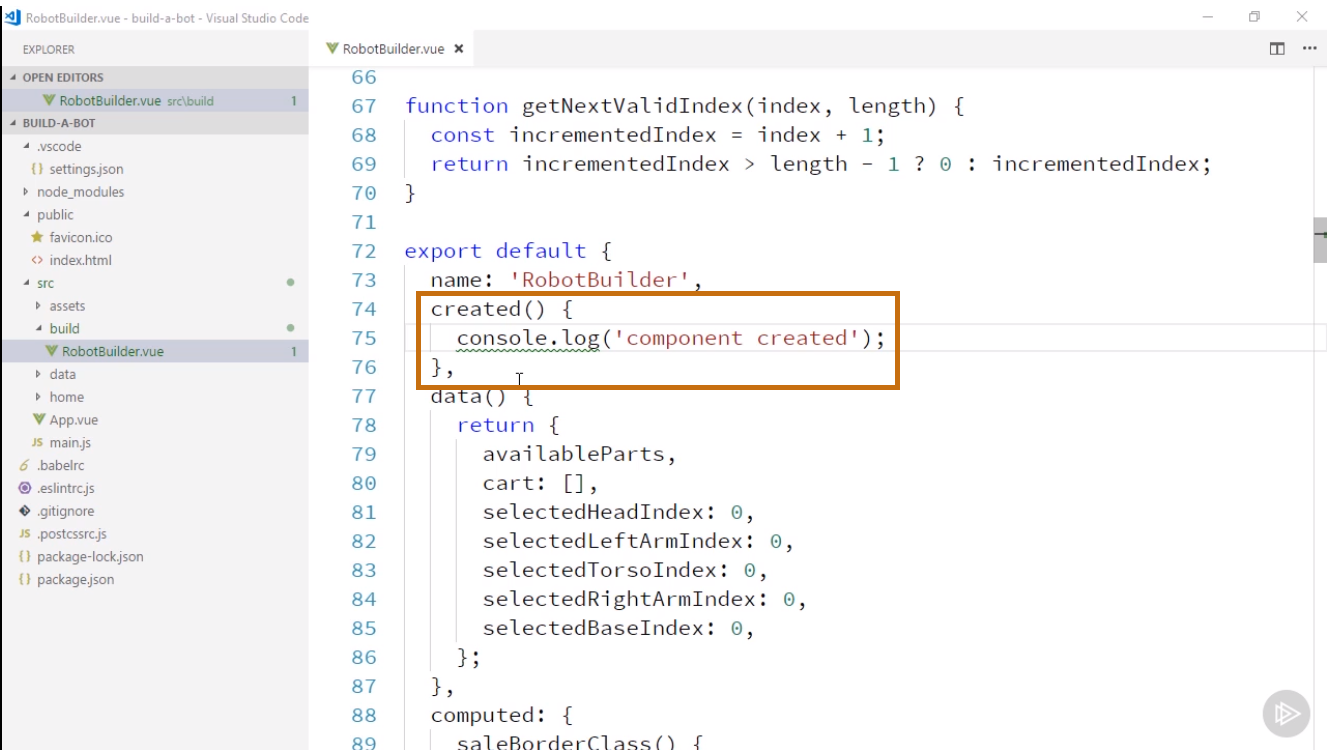 RobotBuilder.vue - build-a-bot - Visual Studio Code
EXPLORER
OPEN EDITORS
RobotBuilder.vue src\build 1
BUILD-A-BOT
.vscode
{} settings.json
node_modules
public
favicon.ico
<> index.html
src
assets
build
RobotBuilder.vue 1
data
home
App.vue
JS main.js
.babelrc
.eslintrc.js
.gitignore
JS .postcssrc.js
{} package-lock.json
{} package.json
RobotBuilder.vue
66
67 function getNextValidIndex(index, length) {
68 const incrementedIndex = index + 1;
69 return incrementedIndex > length - 1 ? 0 : incrementedIndex;
70 }
71
72 export default {
73 name: 'RobotBuilder',
74 created() {
75 console.log('component created');
76 },
77 data() {
78 return {
79 availableParts,
80 cart: [],
81 selectedHeadIndex: 0,
82 selectedLeftArmIndex: 0,
83 selectedTorsoIndex: 0,
84 selectedRightArmIndex: 0,
85 selectedBaseIndex: 0,
86 };
87 },
88 computed: {
89 saleBorderClass() {